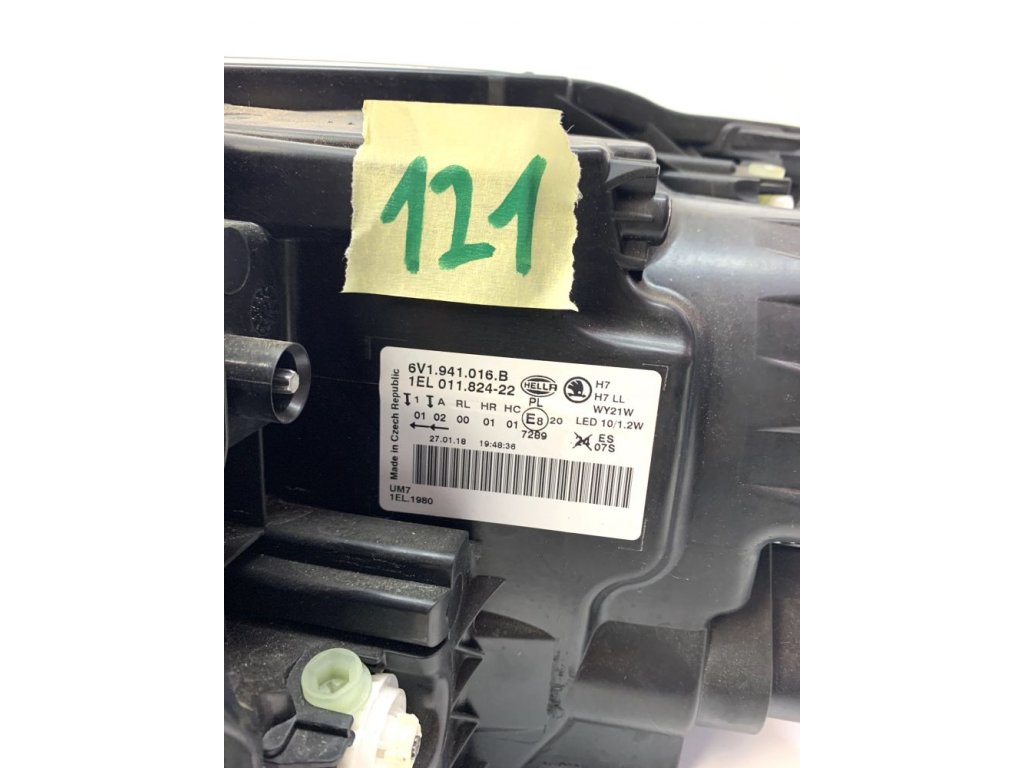 121
6V1.941.016.B
1EL 011.824-22
HELLA
H7
H7 LL
WY21W
LED 10/1.2W
1 A RL HR HC PL
01 02 00 01 01 E8 20
7289
24 ES
07S
27.01.18 19:48:36
Made in Czech Republic
UM7
1EL.1980